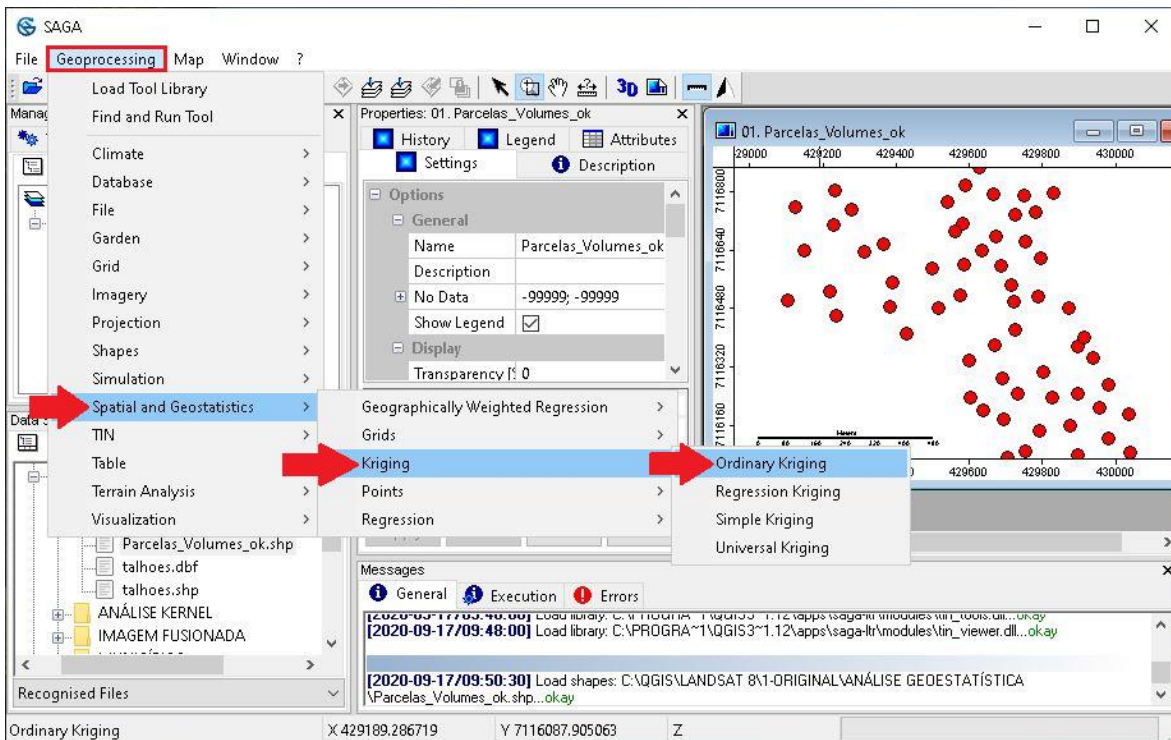 SAGA
File Geoprocessing Map Window ?
Load Tool Library
Find and Run Tool
Climate
Database
File
Garden
Grid
Imagery
Projection
Shapes
Simulation
Spatial and Geostatistics
TIN
Table
Terrain Analysis
Visualization
Geographically Weighted Regression
Grids
Kriging
Points
Regression
Ordinary Kriging
Regression Kriging
Simple Kriging
Universal Kriging
3D
Properties: 01. Parcelas_Volumes_ok
History Legend Attributes
Settings Description
Options
General
Name Parcelas_Volumes_ok
Description
No Data -99999; -99999
Show Legend
Display
Transparency [% 0
01. Parcelas_Volumes_ok
429200 429400 429600 429800 430000
7116800
7116640
7116480
7116320
7116160
429600 429800 430000
Parcelas_Volumes_ok.shp
talhoes.dbf
talhoes.shp
ANÁLISE KERNEL
IMAGEM FUSIONADA
Recognised Files
Messages
General Execution Errors
[2020-09-17/09:48:00] Load library: C:\PROGRA~1\QGIS3~1.12\apps\saga-ltr\modules\tin_viewer.dll...okay
[2020-09-17/09:50:30] Load shapes: C:\QGIS\LANDSAT 8\1-ORIGINAL\ANÁLISE GEOESTATÍSTICA
\Parcelas_Volumes_ok.shp...okay
Ordinary Kriging X 429189.286719 Y 7116087.905063 Z